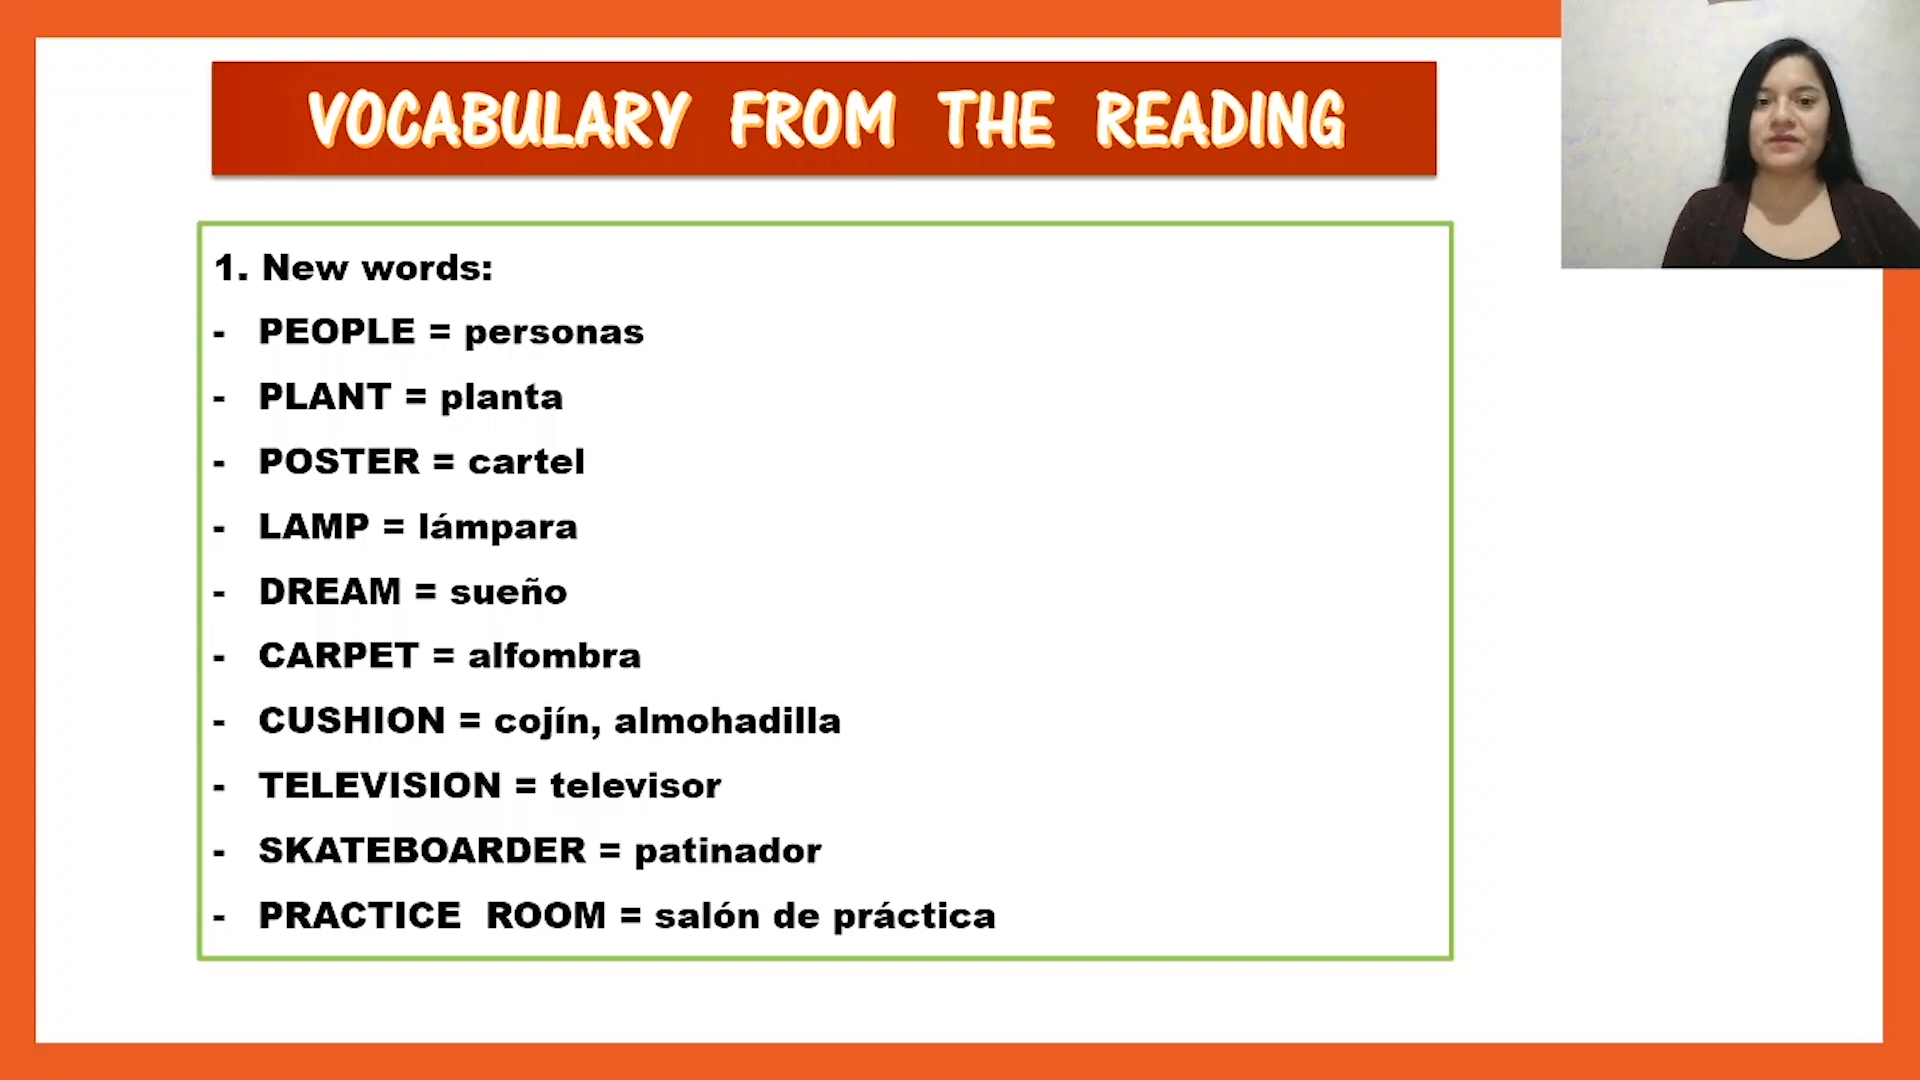 VOCABULARY FROM THE READING
1. New words:
- PEOPLE = personas
- PLANT = planta
- POSTER = cartel
- LAMP = lámpara
- DREAM = sueño
- CARPET = alfombra
- CUSHION = cojín, almohadilla
- TELEVISION = televisor
- SKATEBOARDER = patinador
- PRACTICE ROOM = salón de práctica